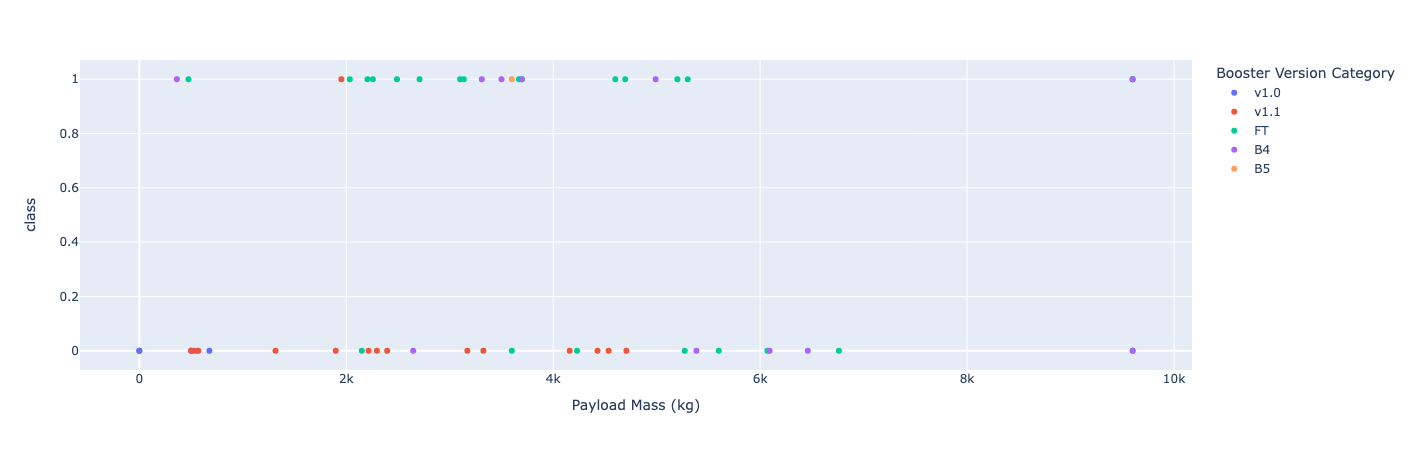 Booster Version Category
v1.0
v1.1
FT
B4
B5
class
1
0.8
0.6
0.4
0.2
0
0 2k 4k 6k 8k 10k
Payload Mass (kg)